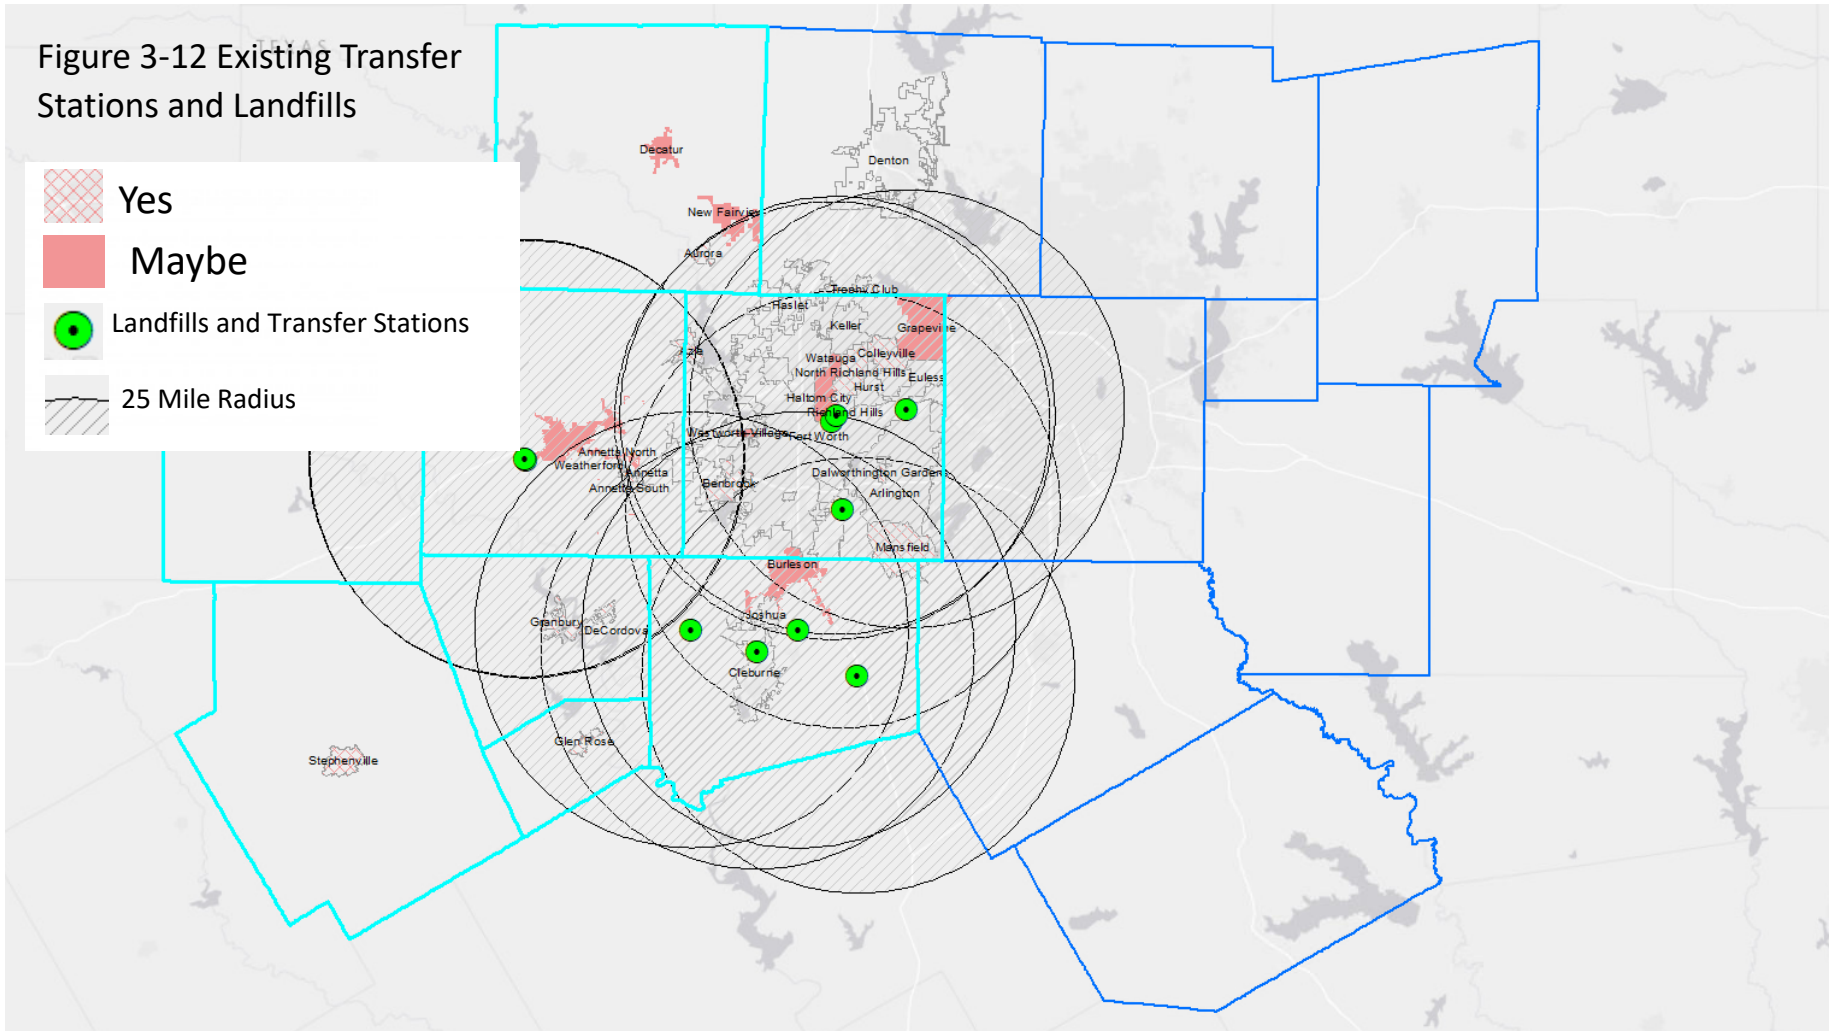 TEXAS
Figure 3-12 Existing Transfer
Stations and Landfills
Yes
Maybe
Landfills and Transfer Stations
25 Mile Radius
Decatur
Denton
New Fairview
Aurora
Trophy Club
Haslet
Keller
Grapevine
Azle
Watauga
Colleyville
North Richland Hills
Euless
Hurst
Haltom City
Richland Hills
Westworth Village
Fort Worth
Annetta North
Weatherford
Annetta
Annetta South
Benbrook
Dalworthington Gardens
Arlington
Mansfield
Burleson
Joshua
Granbury
DeCordova
Cleburne
Glen Rose
Stephenville